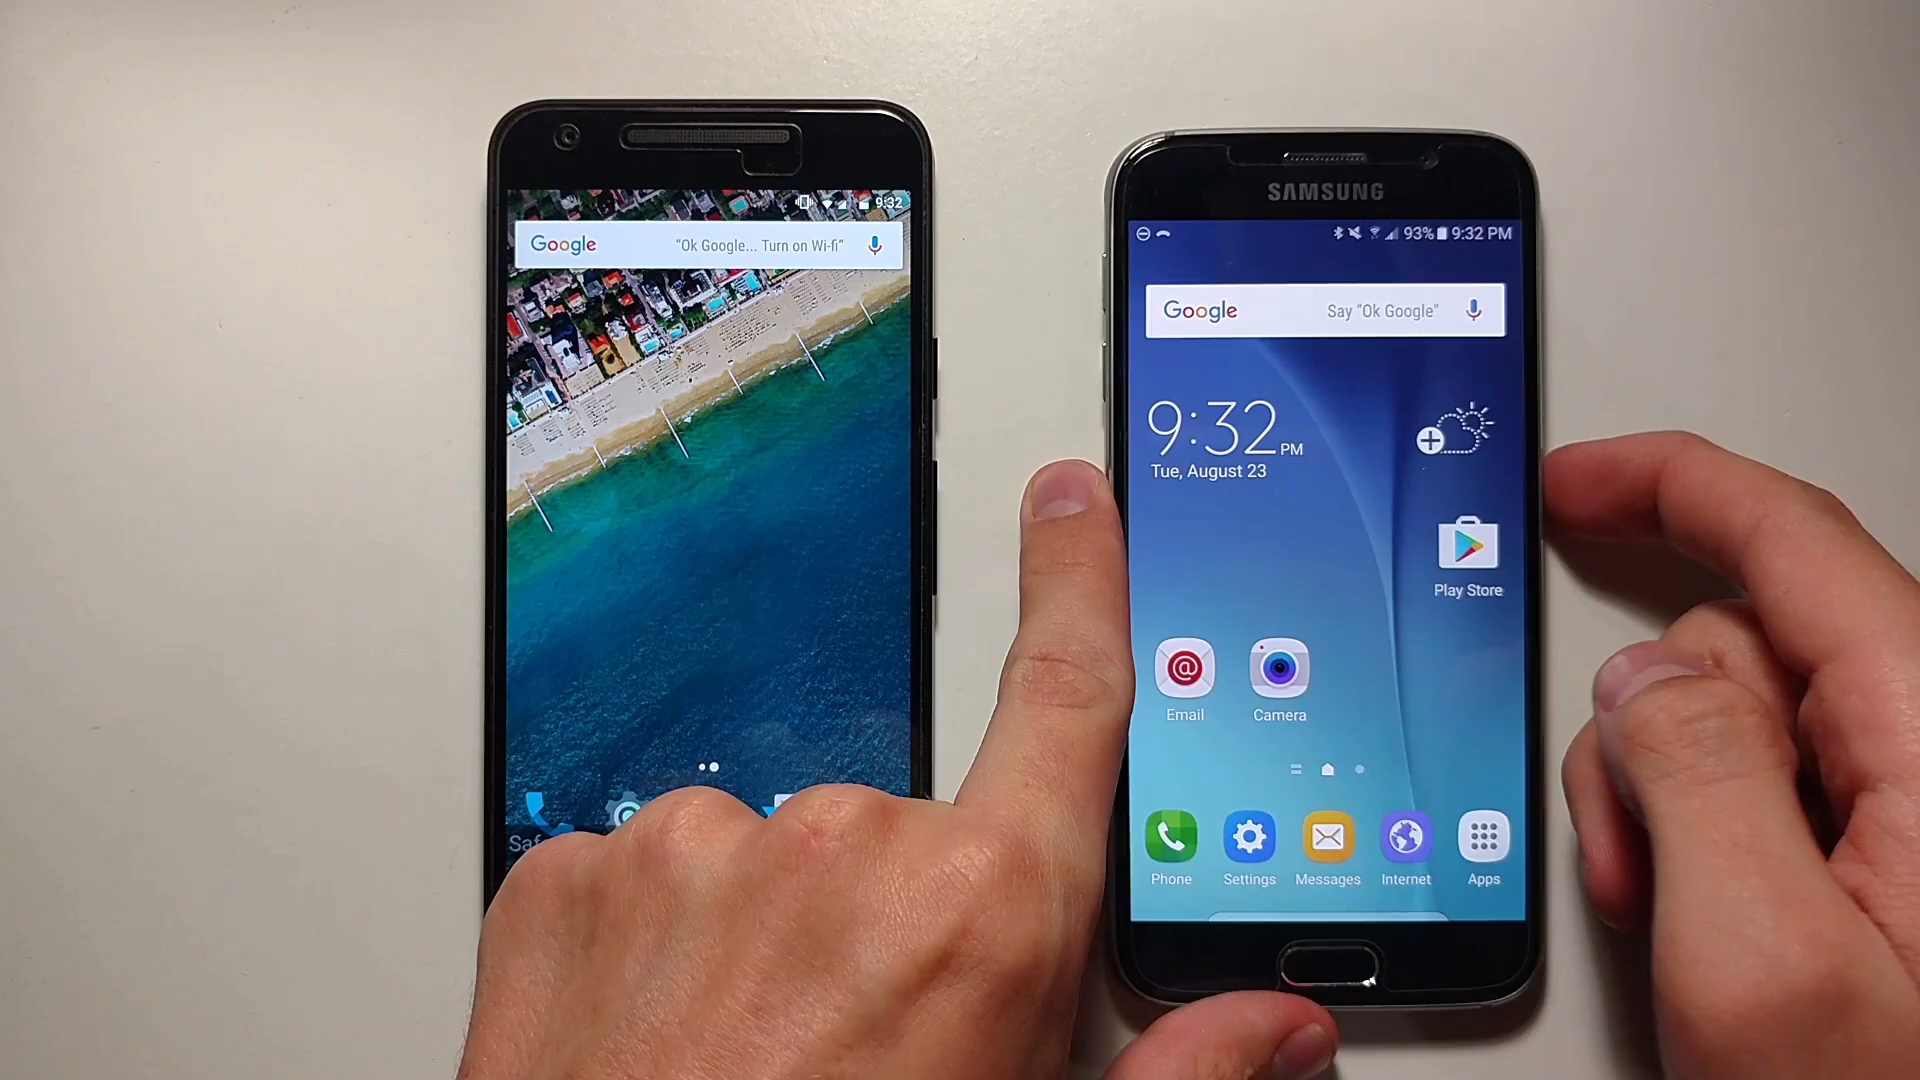 9:32
Google "Ok Google... Turn on Wi-fi"
Saf
SAMSUNG
93% 9:32 PM
Google Say "Ok Google"
9:32 PM
Tue, August 23
Play Store
Email Camera
Phone Settings Messages Internet Apps